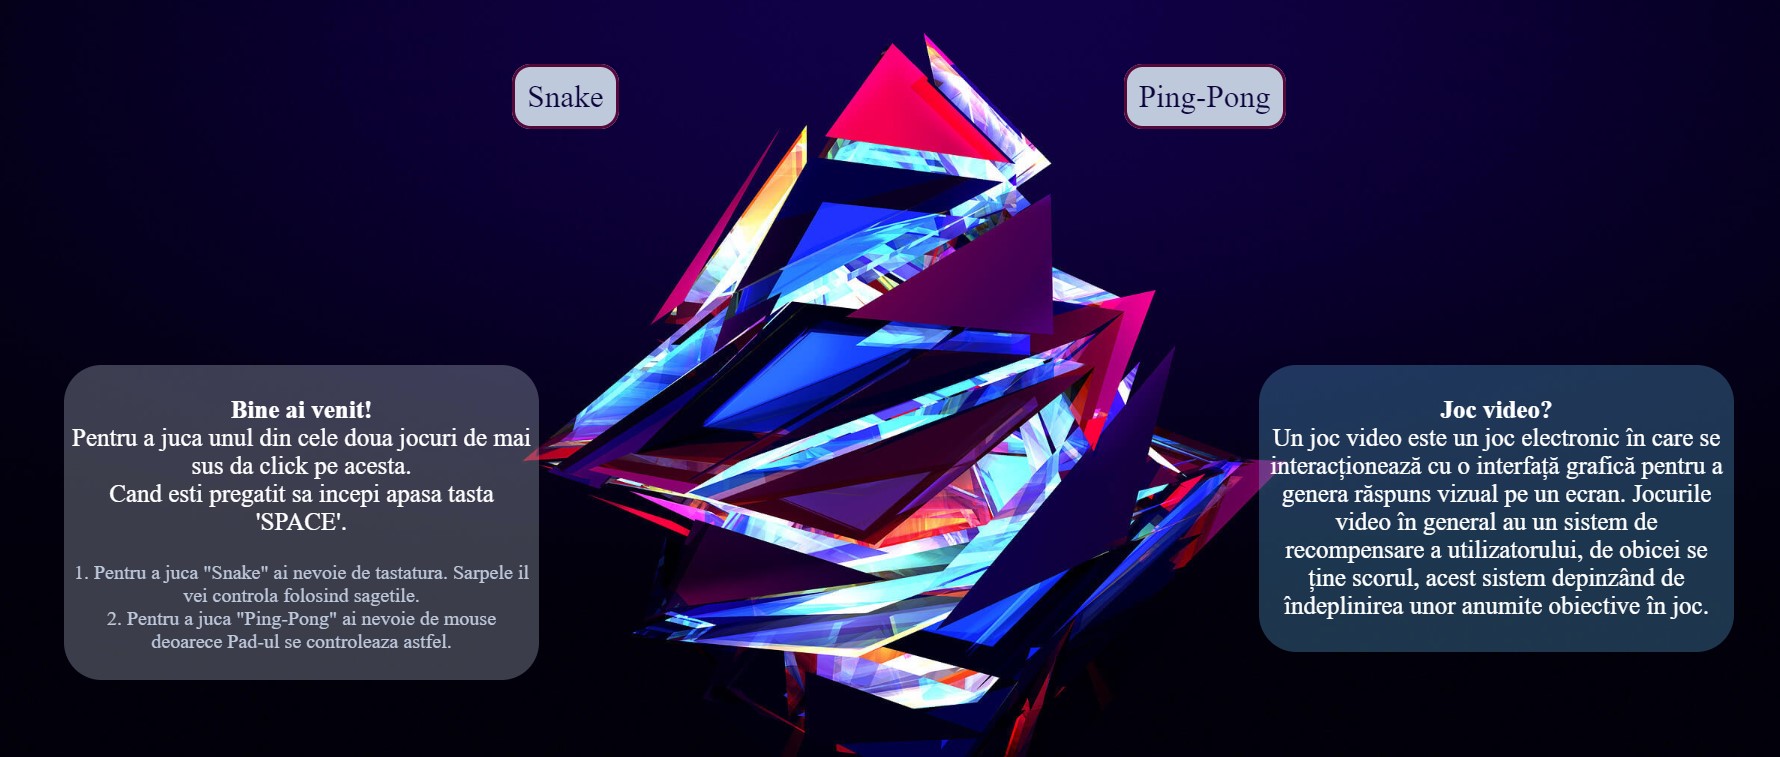 Snake
Ping-Pong
Bine ai venit!
Pentru a juca unul din cele doua jocuri de mai
sus da click pe acesta.
Cand esti pregatit sa incepi apasa tasta
'SPACE'.
1. Pentru a juca "Snake" ai nevoie de tastatura. Sarpele il
vei controla folosind sagetile.
2. Pentru a juca "Ping-Pong" ai nevoie de mouse
deoarece Pad-ul se controleaza astfel.
Joc video?
Un joc video este un joc electronic în care se
interacționează cu o interfață grafică pentru a
genera răspuns vizual pe un ecran. Jocurile
video în general au un sistem de
recompensare a utilizatorului, de obicei se
ține scorul, acest sistem depinzând de
îndeplinirea unor anumite obiective în joc.